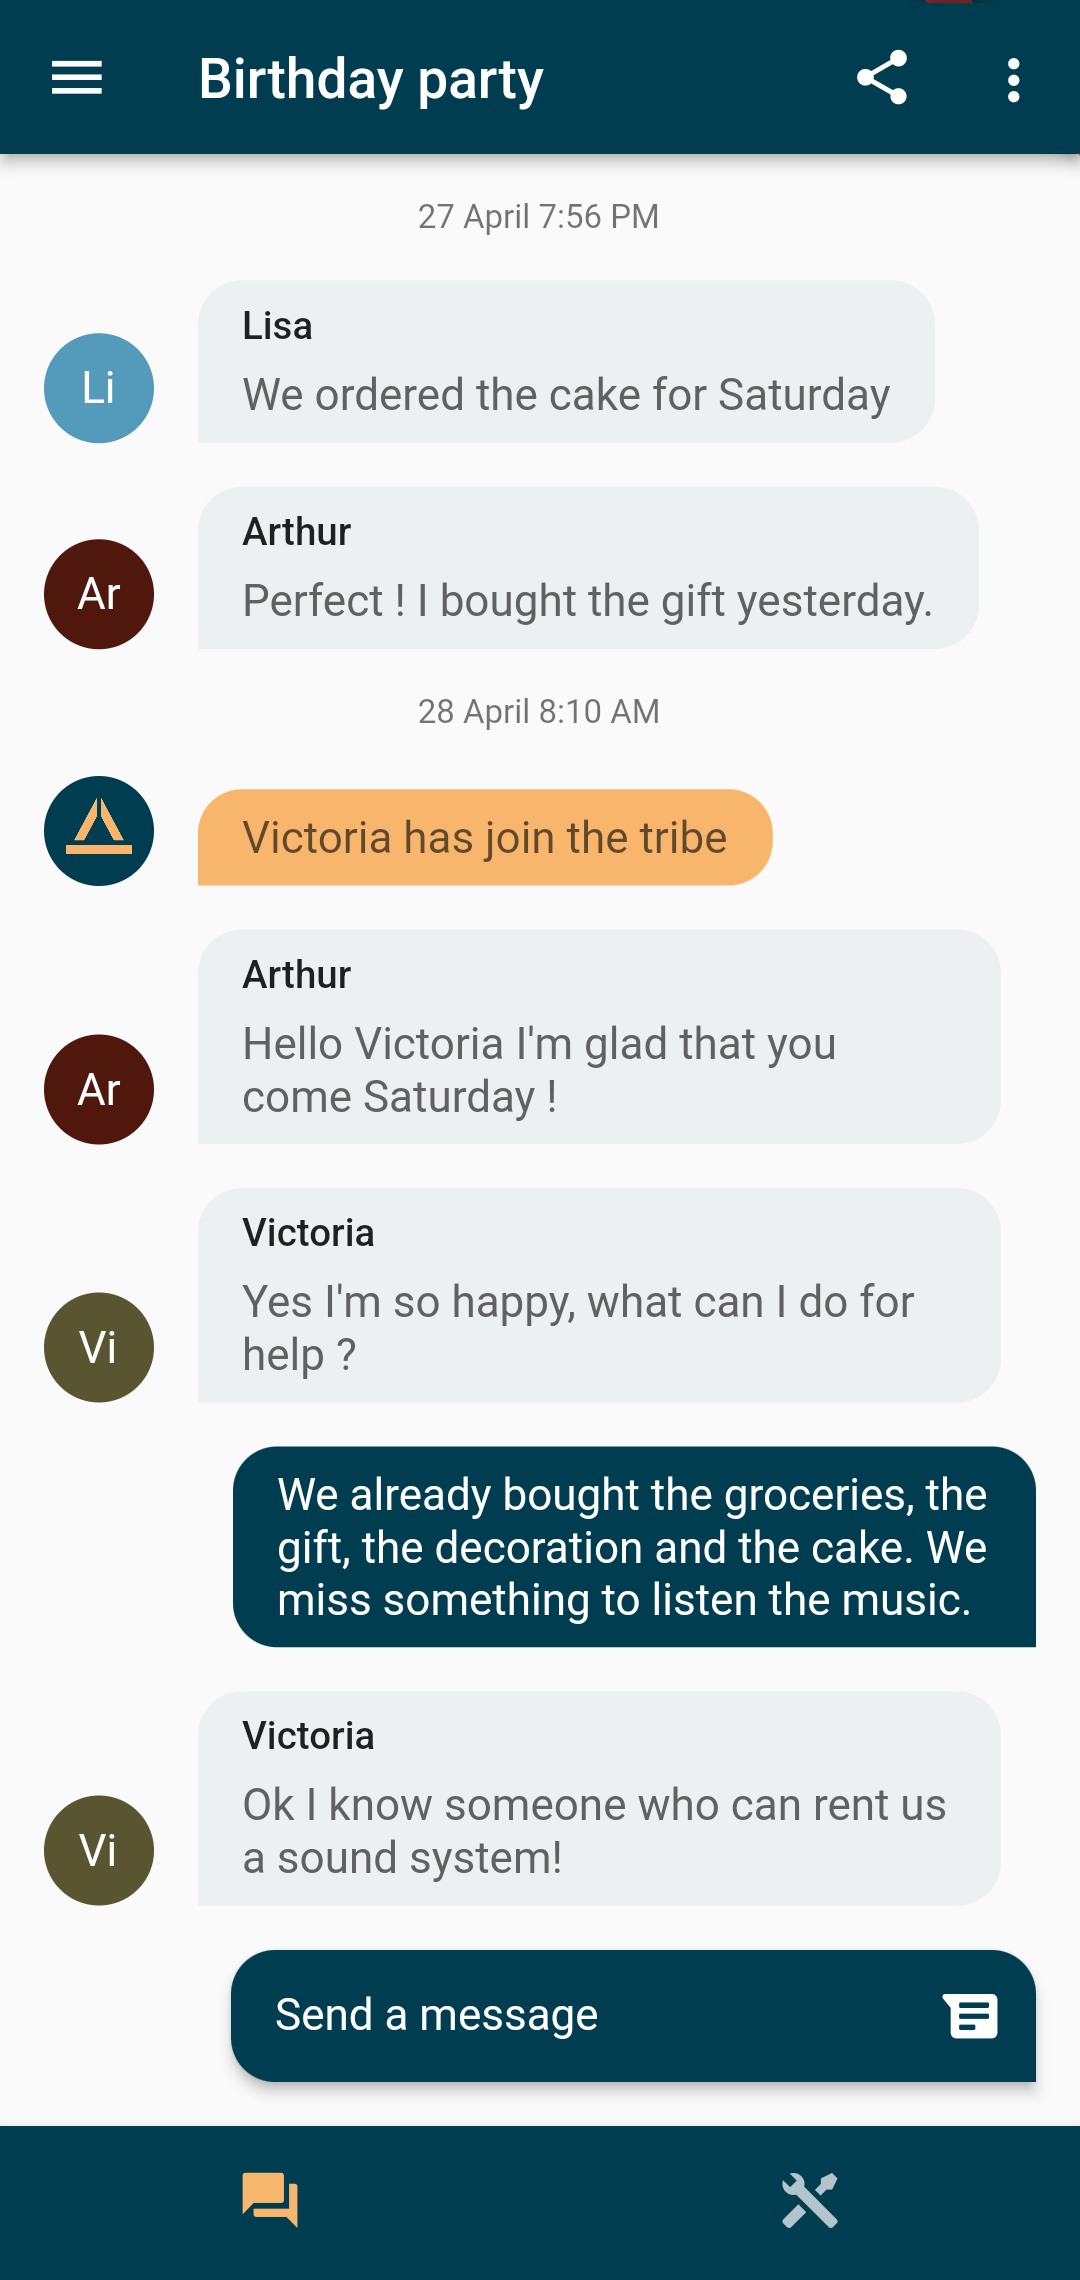 Birthday party
27 April 7:56 PM
Lisa
Li
We ordered the cake for Saturday
Arthur
Ar
Perfect ! I bought the gift yesterday.
28 April 8:10 AM
Victoria has join the tribe
Arthur
Hello Victoria I'm glad that you
Ar
come Saturday !
Victoria
Yes I'm so happy, what can I do for
Vi
help ?
We already bought the groceries, the
gift, the decoration and the cake. We
miss something to listen the music.
Victoria
Ok I know someone who can rent us
Vi
a sound system!
Send a message